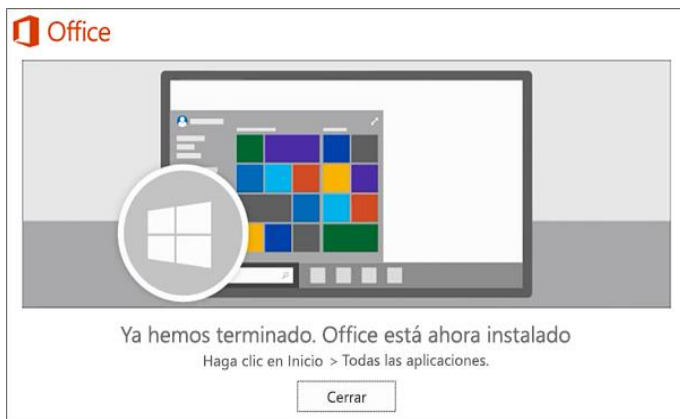 Office
Ya hemos terminado. Office está ahora instalado
Haga clic en Inicio > Todas las aplicaciones.
Cerrar